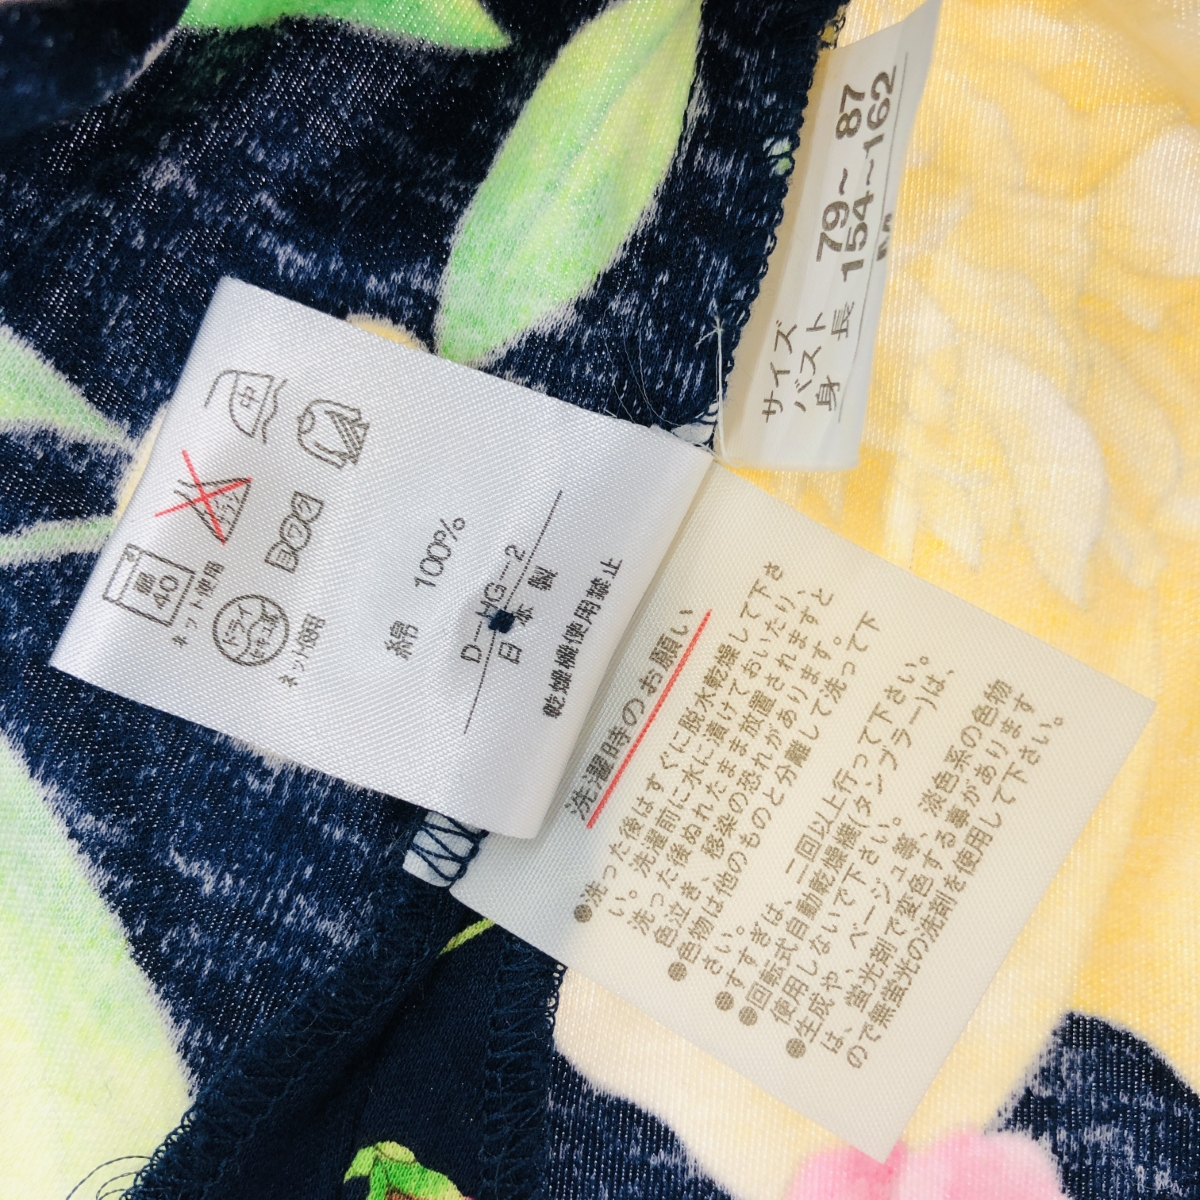 サイズ
バスト 79~ 87
身 長 154~162
M
中
弱
40
ネット使用
ドライ
セキユ系
ネット使用
綿 100%
D-HG-2
日本製
乾燥機使用禁止
洗濯時のお願い
●洗った後はすぐに脱水乾燥して下さ
い。洗濯前に水に漬けておいたり、
洗った後ぬれたまま放置されますと
色泣き、移染の恐れがあります。
●色物は他のものと分離して洗って下
さい。
●すすぎは、二回以上行って下さい。
●回転式自動乾燥機(タンブラー)は、
使用しないで下さい。
●生成や、ベージュ等、淡色系の色物
は、蛍光剤で変色する事があります
ので無蛍光の洗剤を使用して下さい。